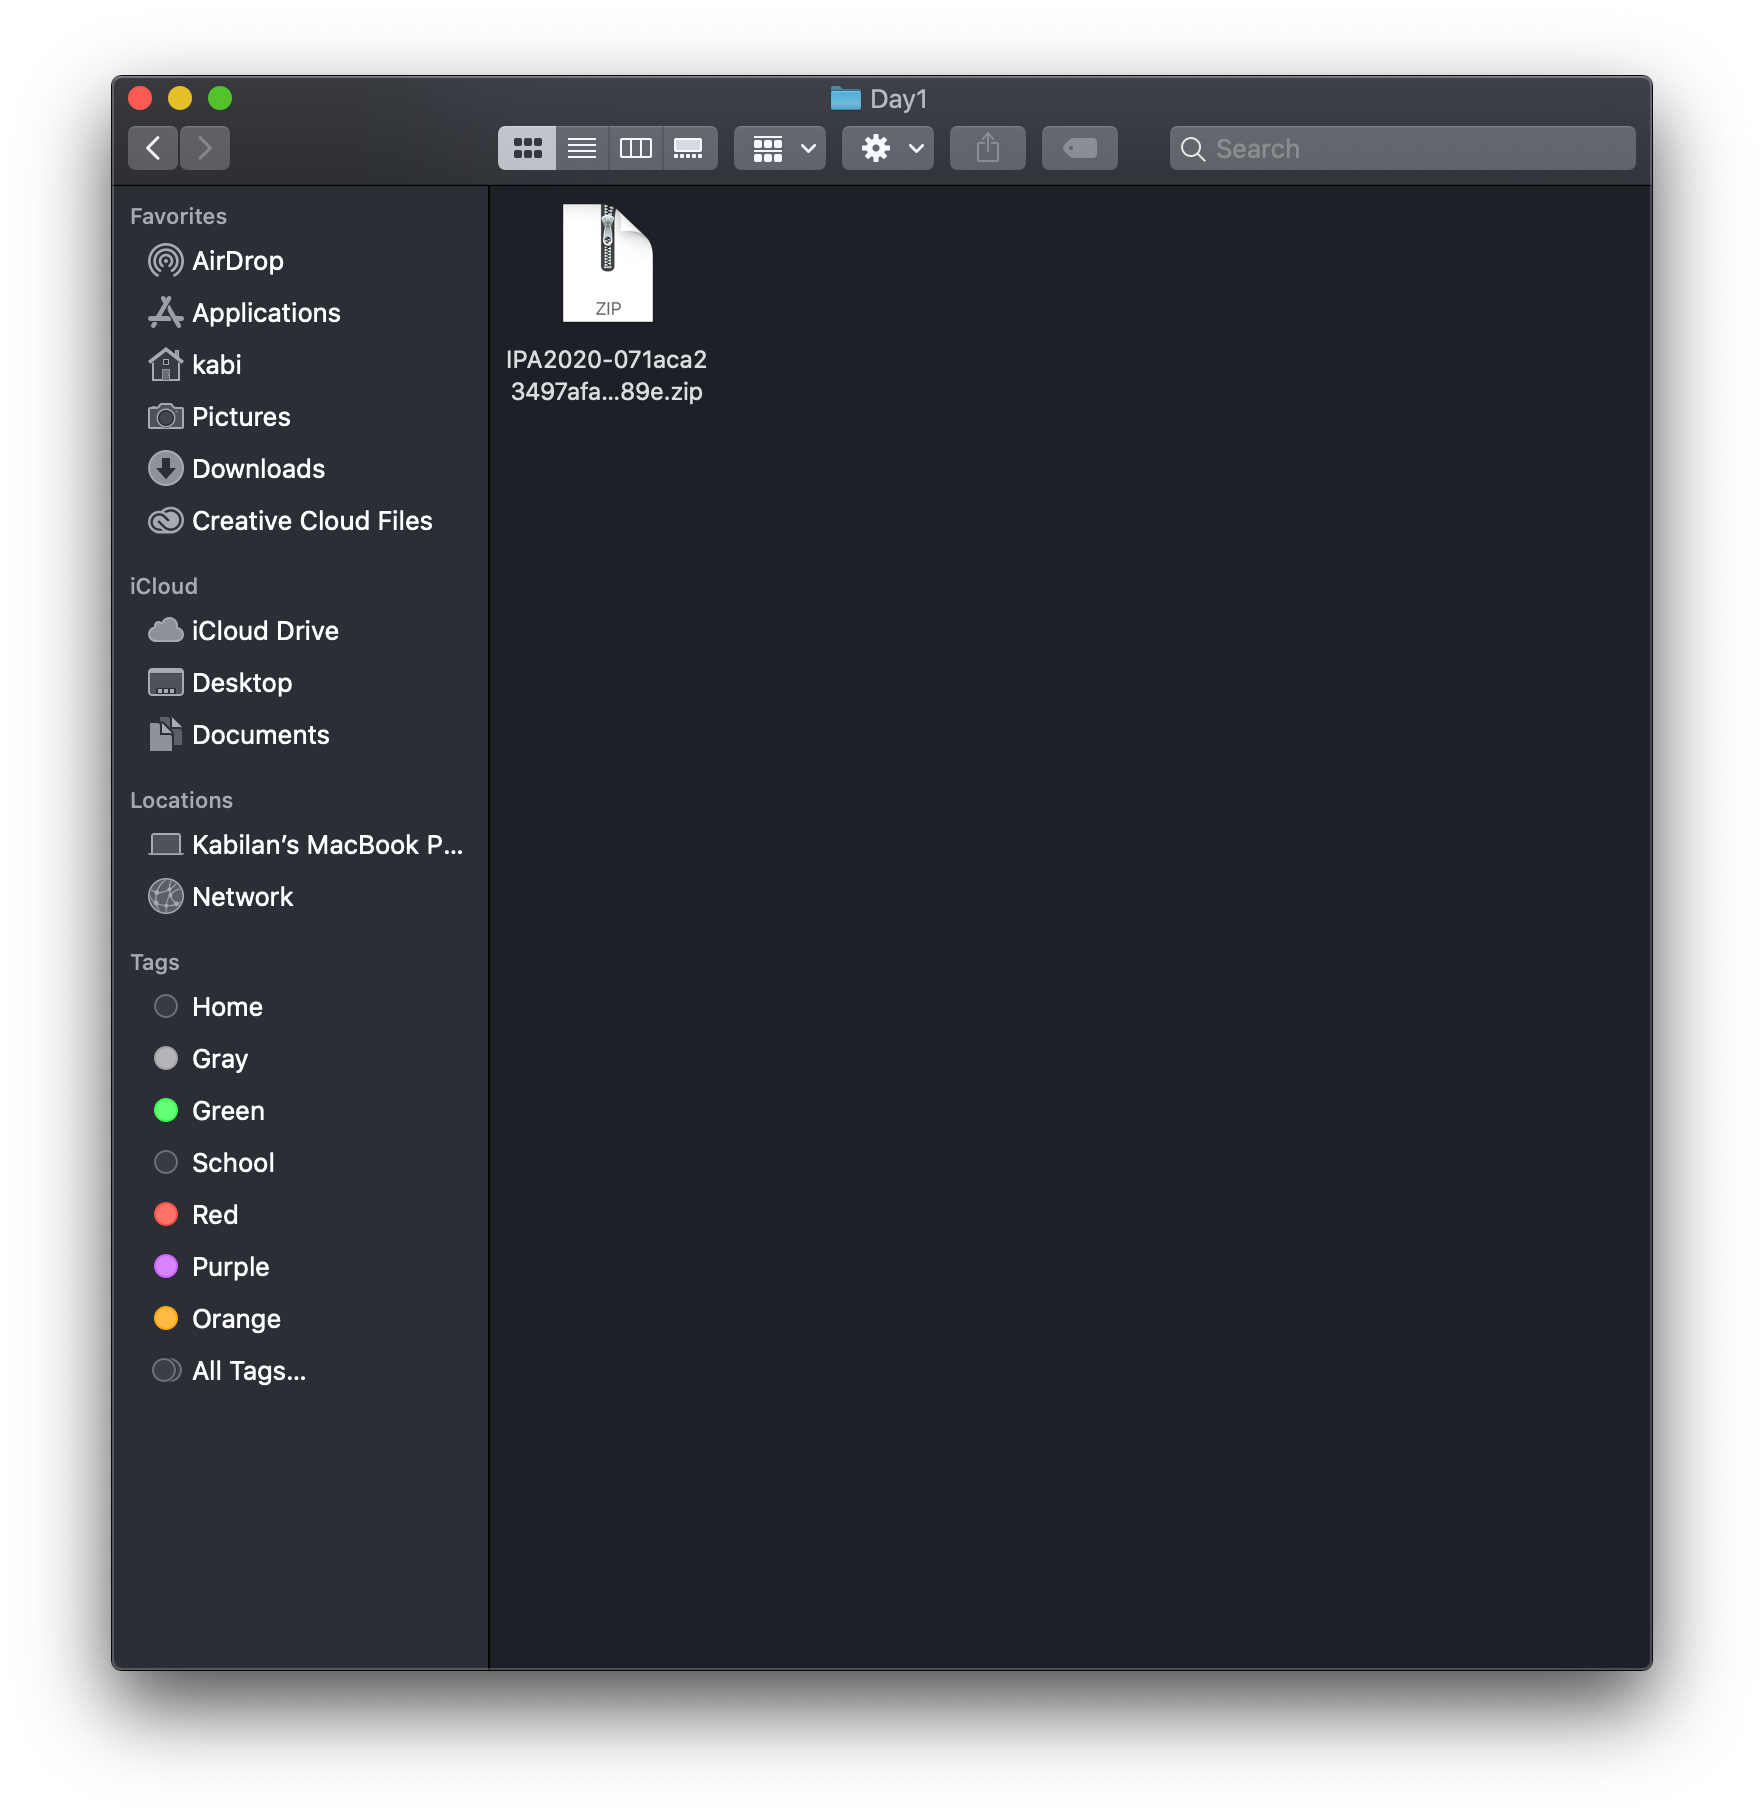 Day1
Search
Favorites
AirDrop
Applications
kabi
Pictures
Downloads
Creative Cloud Files
iCloud
iCloud Drive
Desktop
Documents
Locations
Kabilan’s MacBook P...
Network
Tags
Home
Gray
Green
School
Red
Purple
Orange
All Tags...
ZIP
IPA2020-071aca2
3497afa...89e.zip